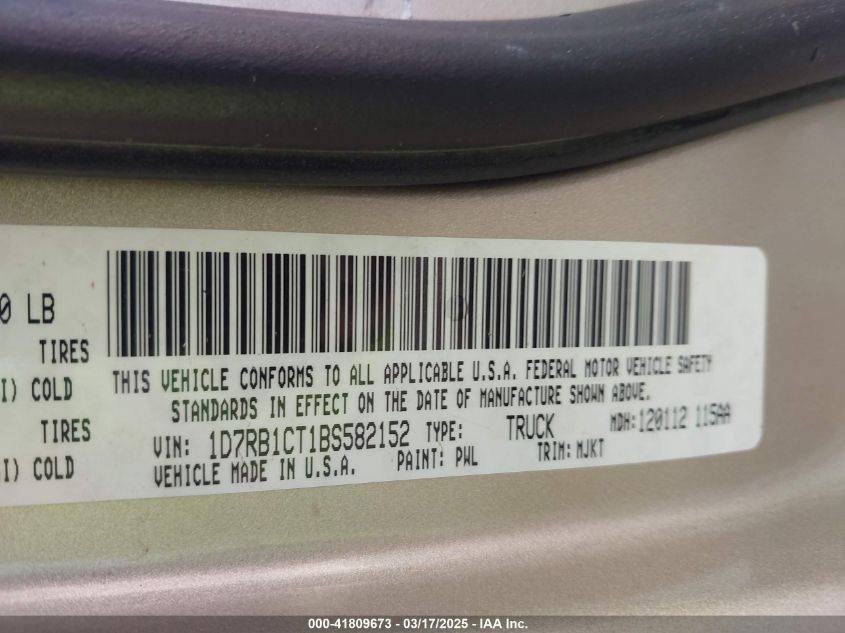 0 LB
TIRES
I) COLD
TIRES
I) COLD
THIS VEHICLE CONFORMS TO ALL APPLICABLE U.S.A. FEDERAL MOTOR VEHICLE SAFETY
STANDARDS IN EFFECT ON THE DATE OF MANUFACTURE SHOWN ABOVE.
VIN: 1D7RB1CT1BS582152 TYPE: TRUCK MDH:120112 115AA
VEHICLE MADE IN U.S.A. PAINT: PWL TRIM: MJKT
000-41809673 - 03/17/2025 - IAA Inc.